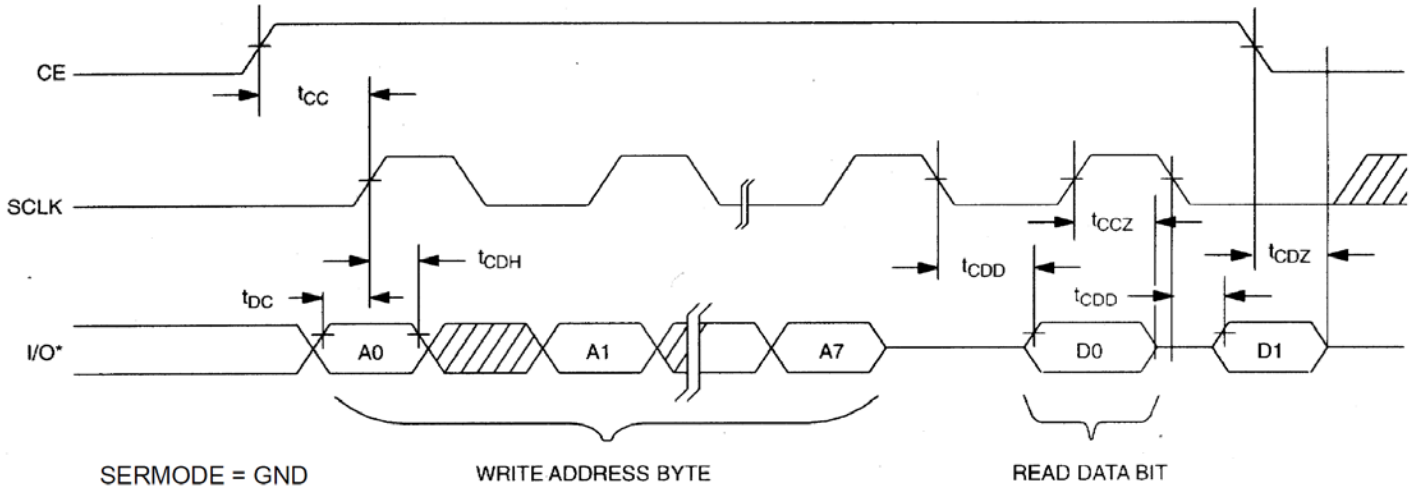 CE
tCC
SCLK
tCCZ
tCDH
tCDD
tCDZ
tDC
tCDD
I/O*
A0
A1
A7
D0
D1
SERMODE = GND
WRITE ADDRESS BYTE
READ DATA BIT